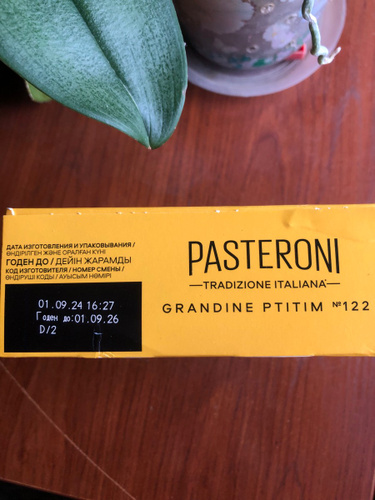 ДАТА ИЗГОТОВЛЕНИЯ И УПАКОВЫВАНИЯ /
ӨНДІРІЛГЕН ЖӘНЕ ОРАЛҒАН КҮНІ
ГОДЕН ДО / ДЕЙІН ЖАРАМДЫ
КОД ИЗГОТОВИТЕЛЯ / НОМЕР СМЕНЫ /
ӨНДІРУШІ КОДЫ / АУЫСЫМ НӨМІРІ
01.09.24 16:27
Годен до:01.09.26
D/2
PASTERONI
TRADIZIONE ITALIANA
GRANDINE PTITIM №122